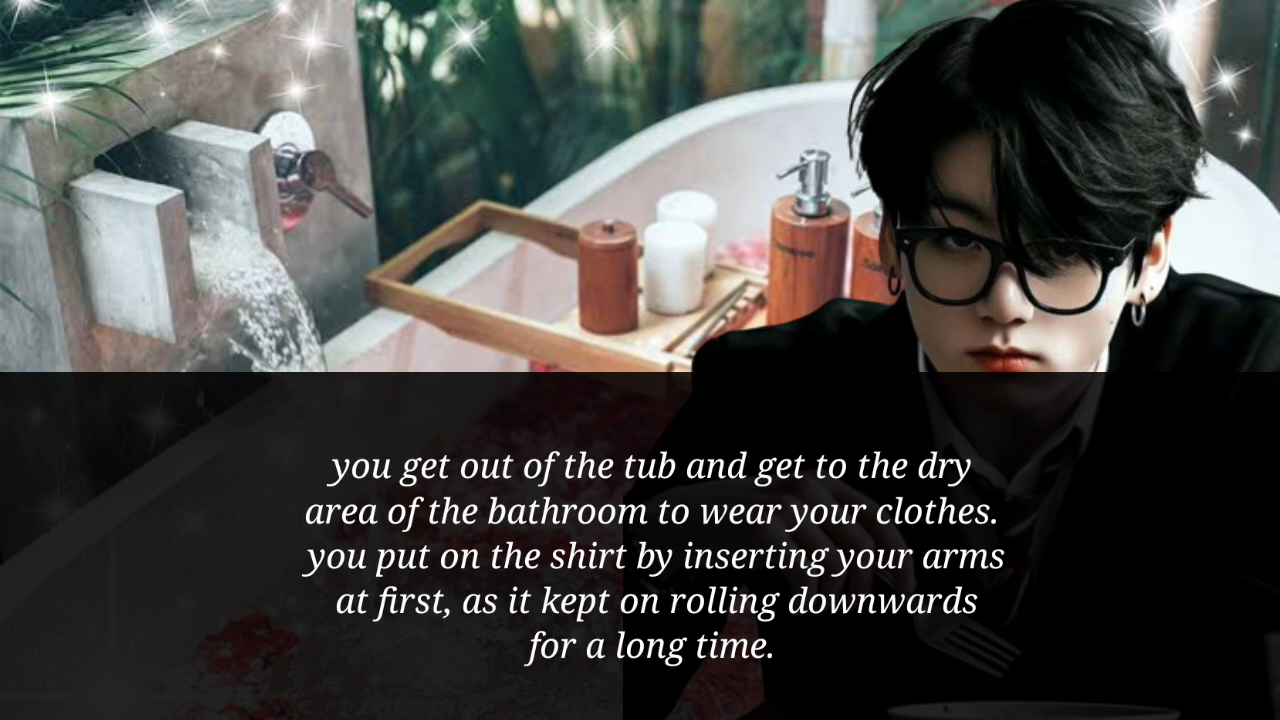 you get out of the tub and get to the dry
area of the bathroom to wear your clothes.
you put on the shirt by inserting your arms
at first, as it kept on rolling downwards
for a long time.